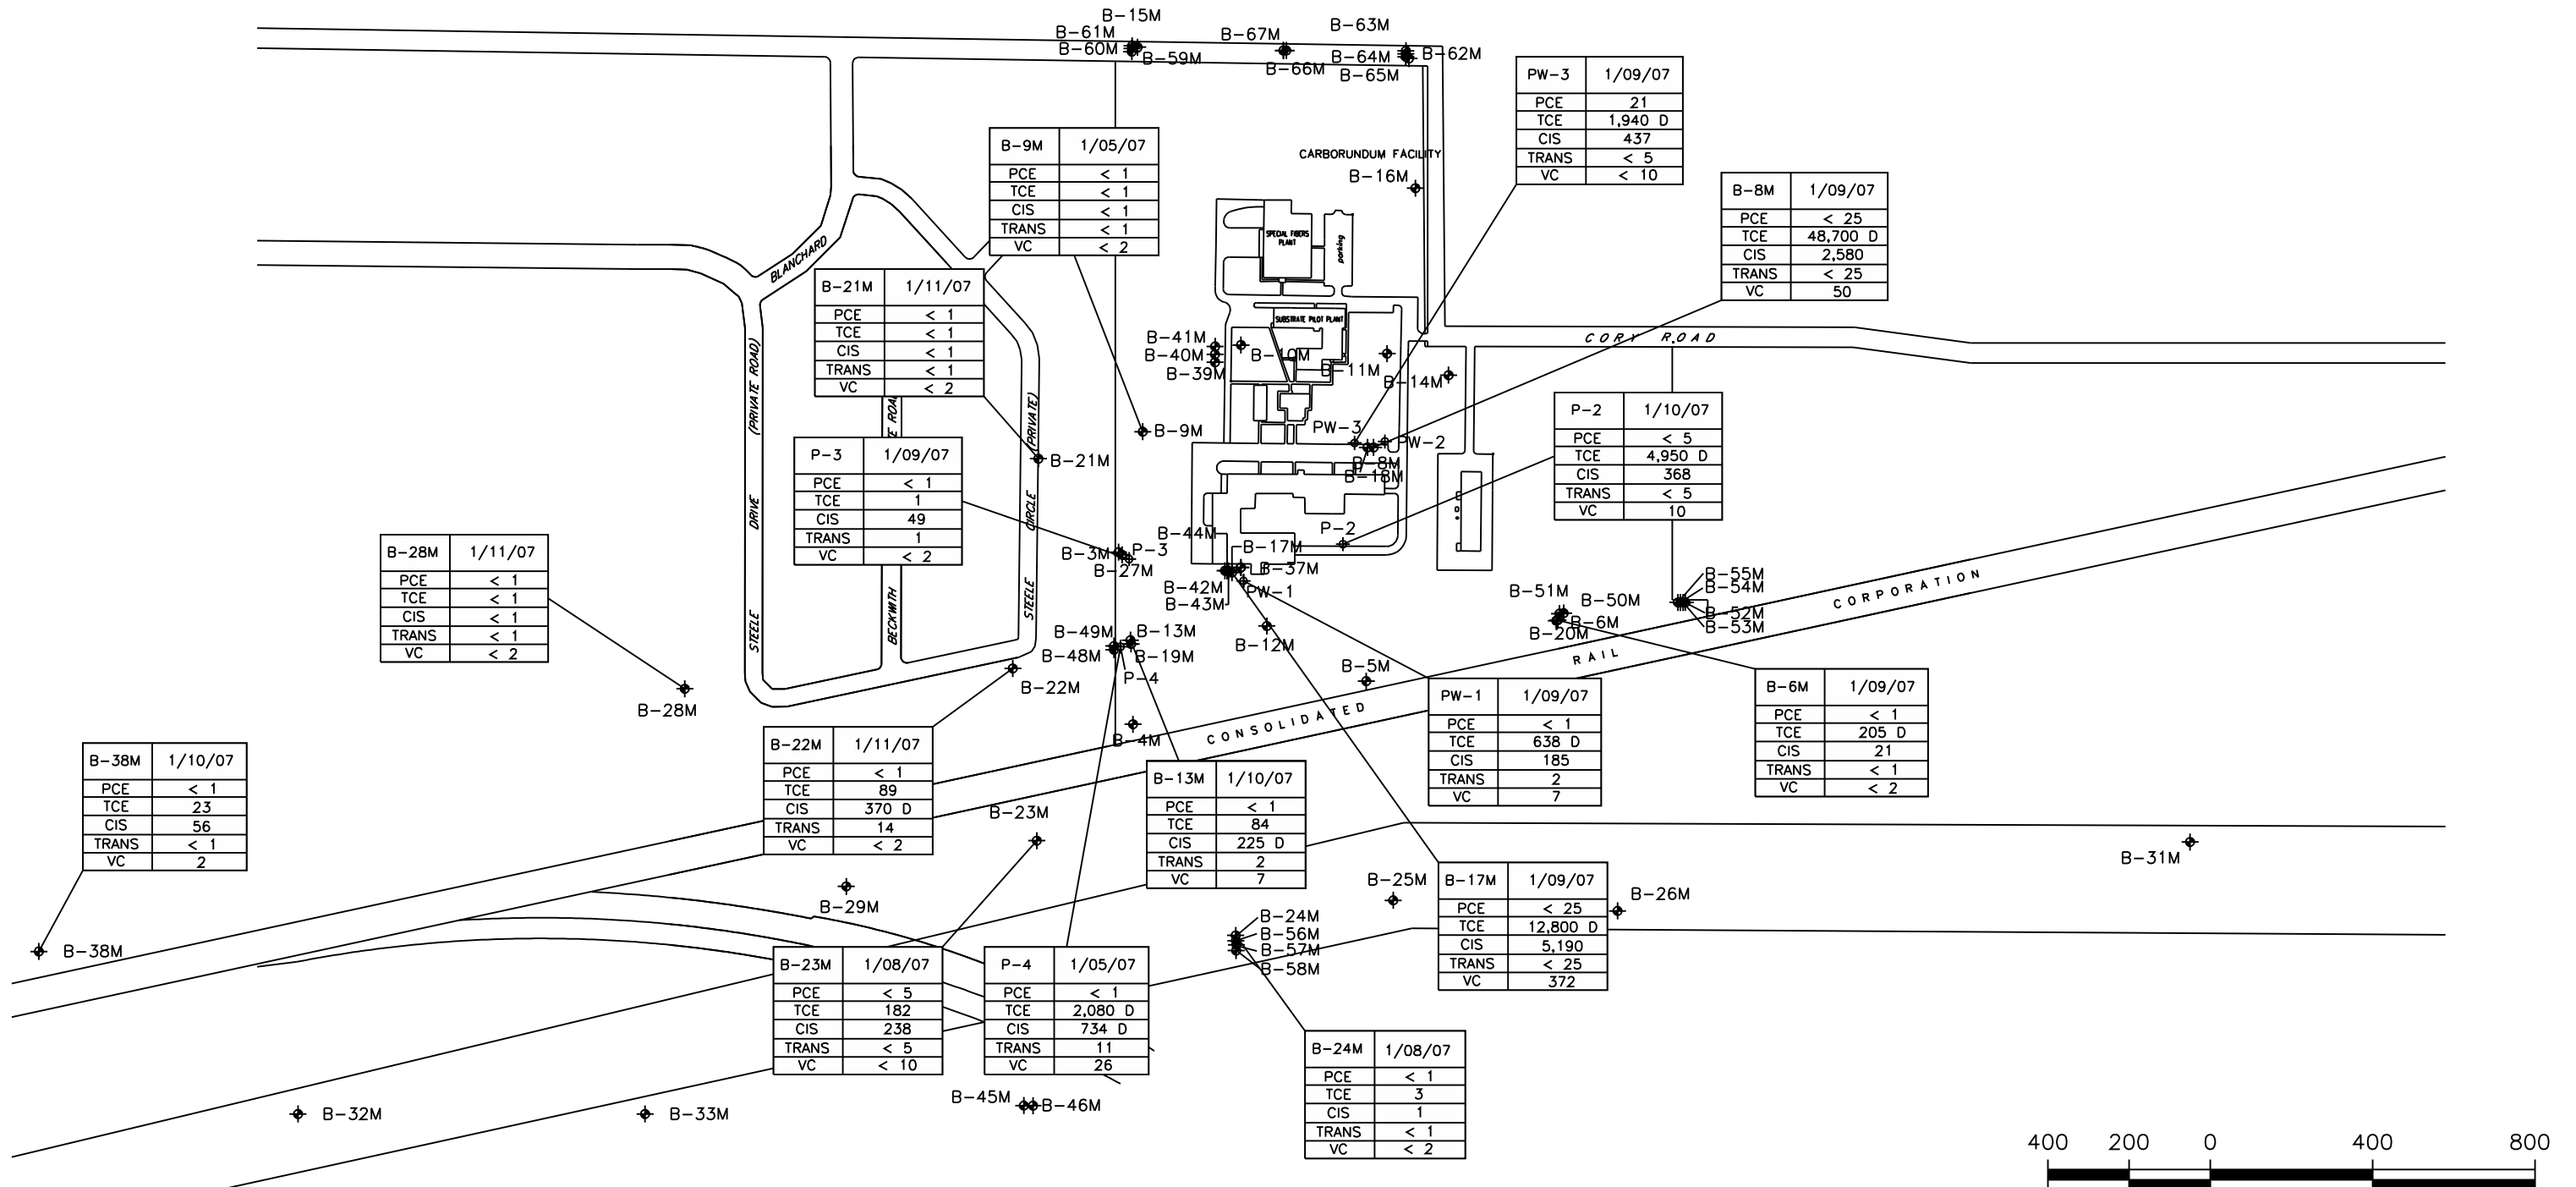 B-15M
B-61M
B-60M
B-59M
B-67M
B-66M
B-63M
B-64M
B-62M
B-65M
PW-3 1/09/07
PCE 21
TCE 1,940 D
CIS 437
TRANS < 5
VC < 10
B-9M 1/05/07
PCE < 1
TCE < 1
CIS < 1
TRANS < 1
VC < 2
CARBORUNDUM FACILITY
B-16M
B-8M 1/09/07
PCE < 25
TCE 48,700 D
CIS 2,580
TRANS < 25
VC 50
SPECIAL FIBERS
PLANT
parking
BLANCHARD
B-21M 1/11/07
PCE < 1
TCE < 1
CIS < 1
TRANS < 1
VC < 2
SUBSTRATE PILOT PLANT
B-41M
B-40M
B-39M
B-10M
B-11M
B-14M
CORY ROAD
STEELE DRIVE (PRIVATE ROAD)
BECKWITH
E ROAD
STEELE CIRCLE (PRIVATE)
P-2 1/10/07
PCE < 5
TCE 4,950 D
CIS 368
TRANS < 5
VC 10
B-9M
PW-3
PW-2
B-8M
B-18M
B-21M
P-3 1/09/07
PCE < 1
TCE 1
CIS 49
TRANS 1
VC < 2
B-28M 1/11/07
PCE < 1
TCE < 1
CIS < 1
TRANS < 1
VC < 2
B-44M
P-2
B-3M
P-3
B-27M
B-17M
B-37M
B-42M
PW-1
B-43M
B-51M
B-50M
B-6M
B-20M
B-55M
B-54M
B-52M
B-53M
CONSOLIDATED RAIL CORPORATION
B-49M
B-13M
B-48M
B-19M
P-4
B-12M
B-5M
B-22M
B-28M
B-4M
PW-1 1/09/07
PCE < 1
TCE 638 D
CIS 185
TRANS 2
VC 7
B-6M 1/09/07
PCE < 1
TCE 205 D
CIS 21
TRANS < 1
VC < 2
B-38M 1/10/07
PCE < 1
TCE 23
CIS 56
TRANS < 1
VC 2
B-22M 1/11/07
PCE < 1
TCE 89
CIS 370 D
TRANS 14
VC < 2
B-13M 1/10/07
PCE < 1
TCE 84
CIS 225 D
TRANS 2
VC 7
B-23M
B-31M
B-29M
B-25M
B-17M 1/09/07
PCE < 25
TCE 12,800 D
CIS 5,190
TRANS < 25
VC 372
B-26M
B-38M
B-24M
B-56M
B-57M
B-58M
B-23M 1/08/07
PCE < 5
TCE 182
CIS 238
TRANS < 5
VC < 10
P-4 1/05/07
PCE < 1
TCE 2,080 D
CIS 734 D
TRANS 11
VC 26
B-24M 1/08/07
PCE < 1
TCE 3
CIS 1
TRANS < 1
VC < 2
B-32M
B-33M
B-45M
B-46M
400 200 0 400 800